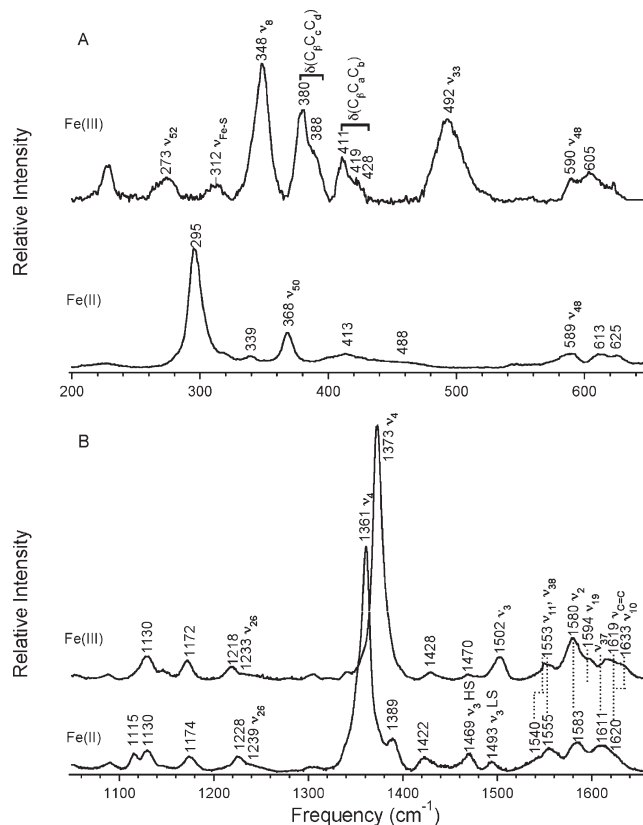 A
Relative Intensity
Fe(III)
273 ν52
312 νFe-S
348 ν8
380
δ(CβCcCd)
388
411
δ(CβCaCb)
419
428
492 ν33
590 ν48
605
Fe(II)
295
339
368 ν50
413
488
589 ν48
613
625
200 300 400 500 600
B
Relative Intensity
Fe(III)
1130
1172
1218
1233 ν26
1361 ν4
1373 ν4
1428
1470
1502 ν3
1553 ν11, ν38
1580 ν2
1594 ν19
ν37
1619 νC=C
1633 ν10
Fe(II)
1115
1130
1174
1228
1239 ν26
1389
1422
1469 ν3 HS
1493 ν3 LS
1540
1555
1583
1611
1620
1100 1200 1300 1400 1500 1600
Frequency (cm-1)